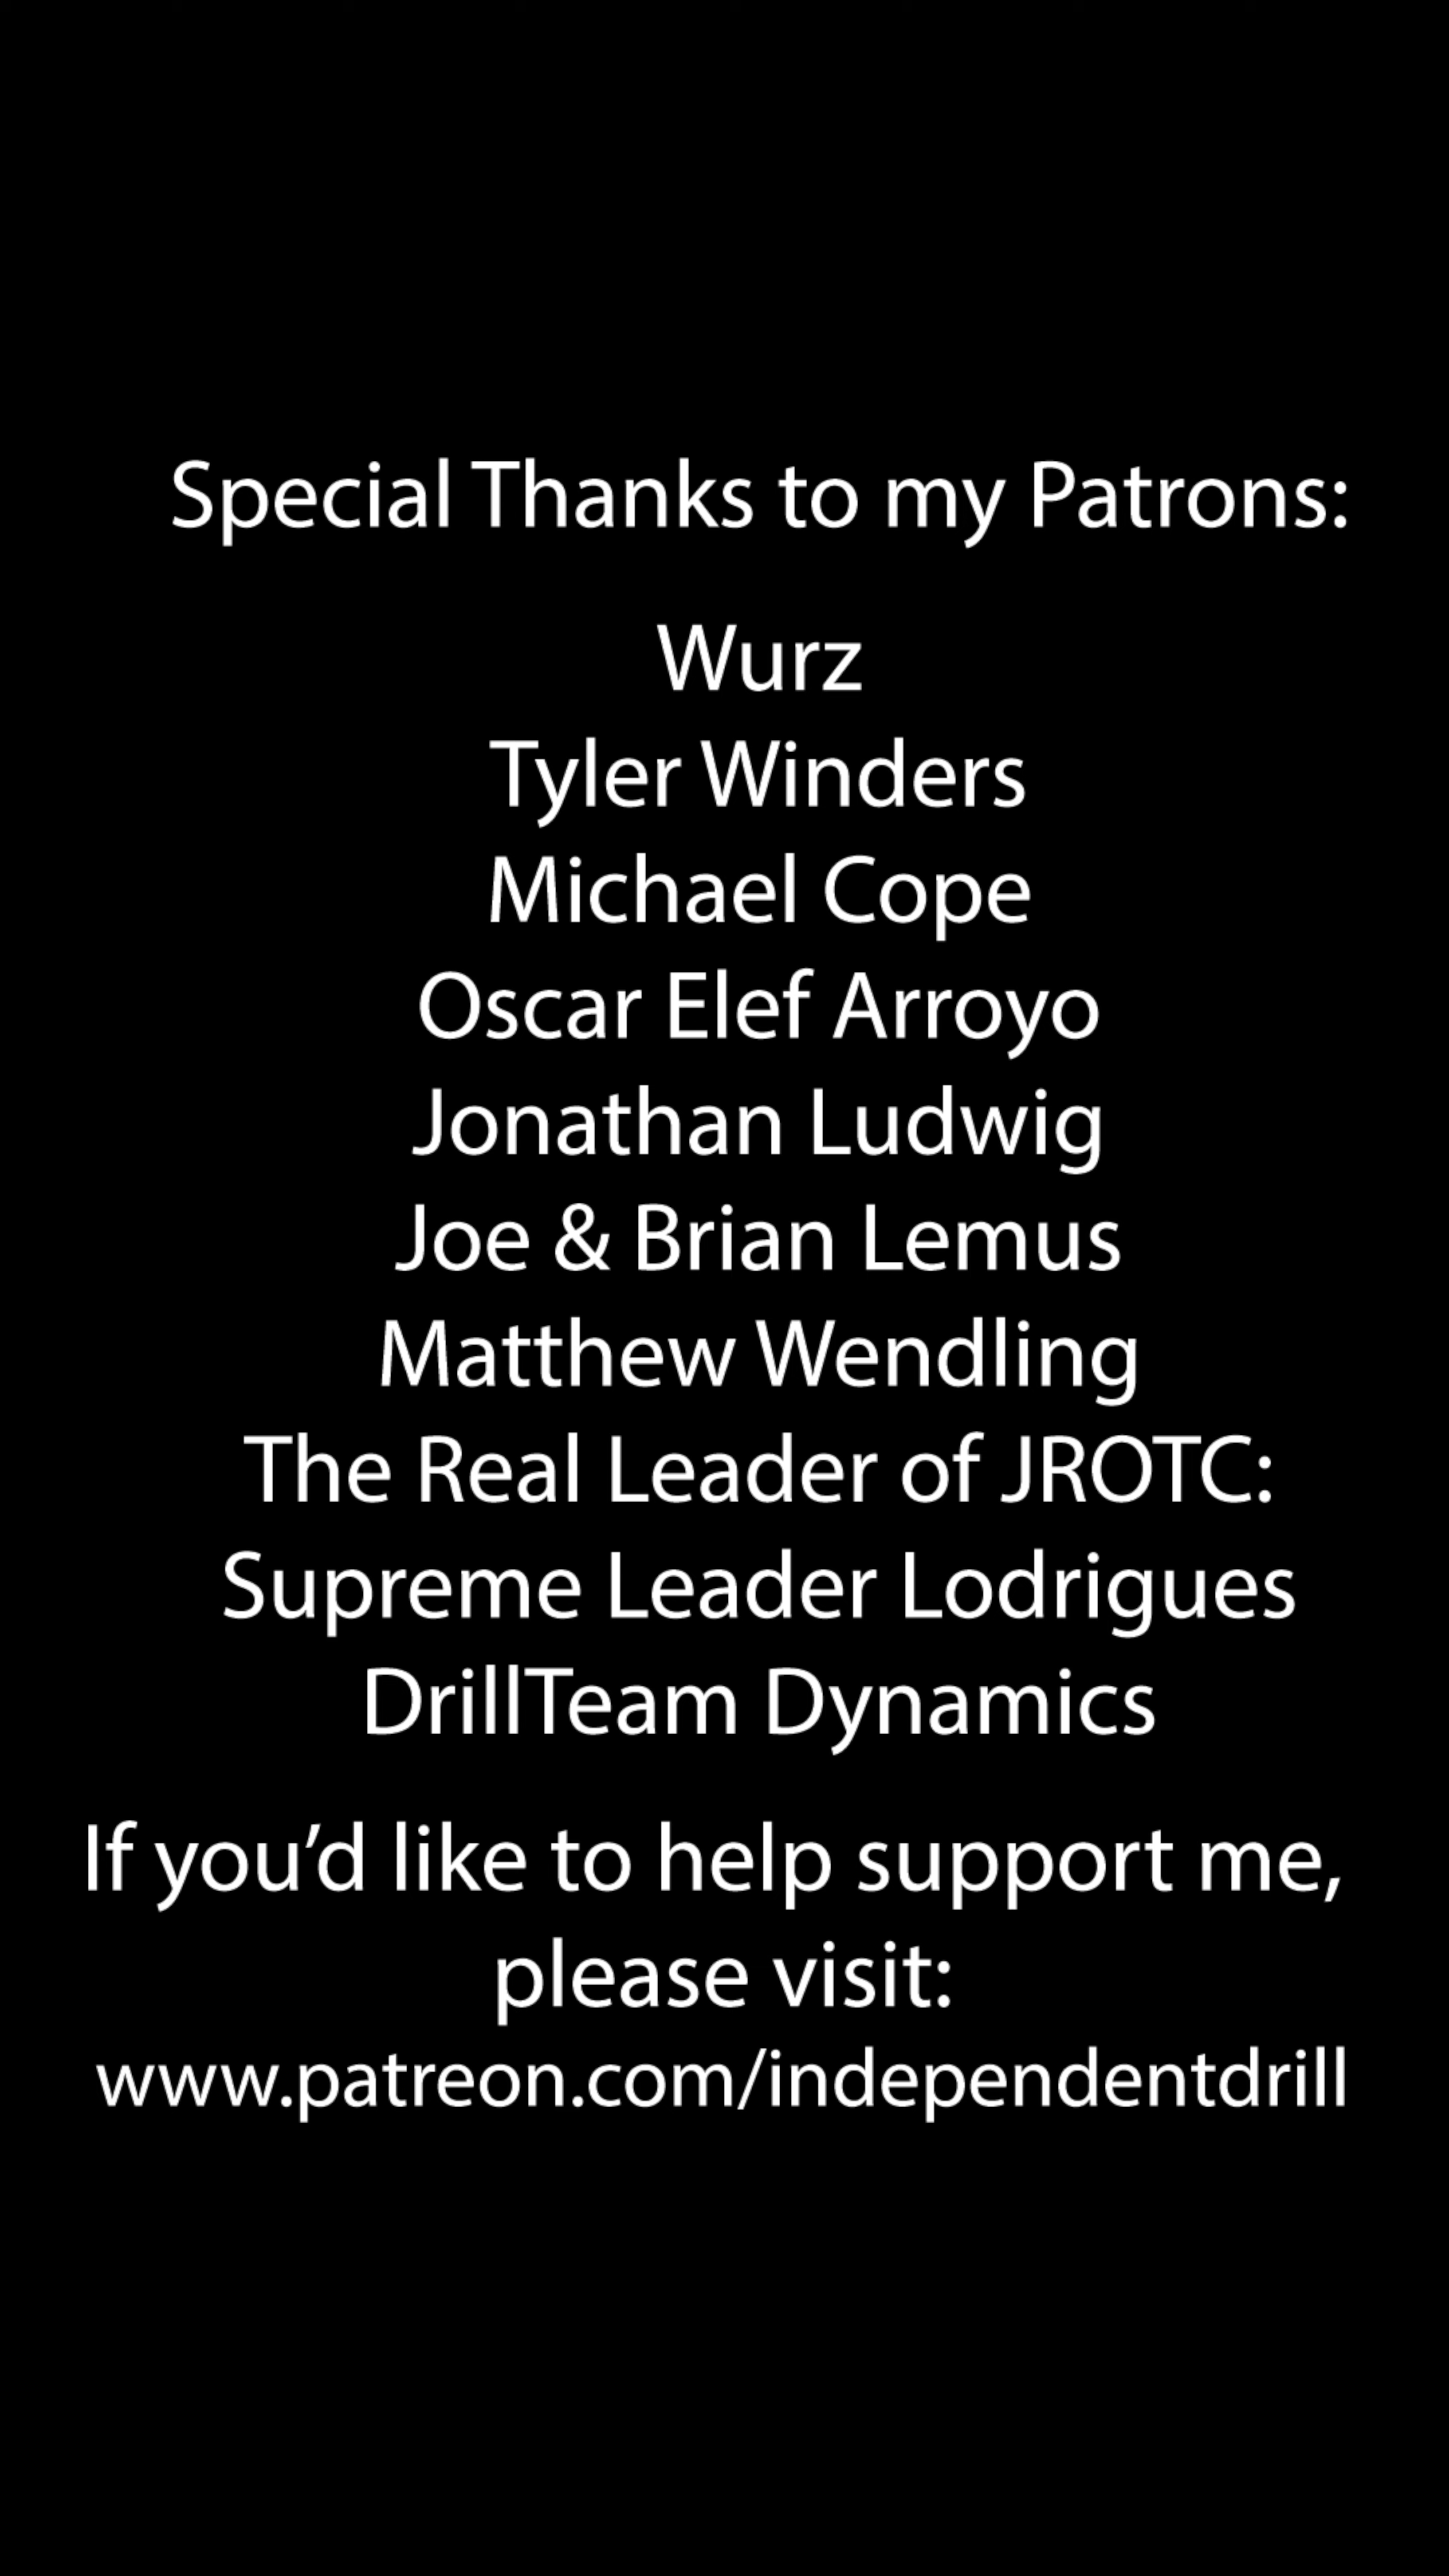 Special Thanks to my Patrons:
Wurz
Tyler Winders
Michael Cope
Oscar Elef Arroyo
Jonathan Ludwig
Joe & Brian Lemus
Matthew Wendling
The Real Leader of JROTC:
Supreme Leader Lodrigues
DrillTeam Dynamics
If you’d like to help support me,
please visit:
www.patreon.com/independentdrill